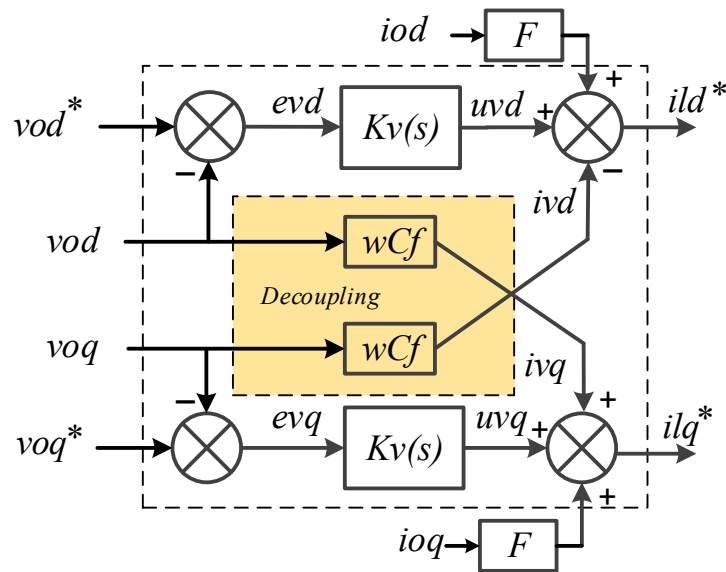 iod
F
+
vod*
evd
Kv(s)
uvd
+
ild*
−
−
ivd
vod
wCf
Decoupling
voq
wCf
ivq
−
+
voq*
evq
Kv(s)
uvq
+
ilq*
+
ioq
F